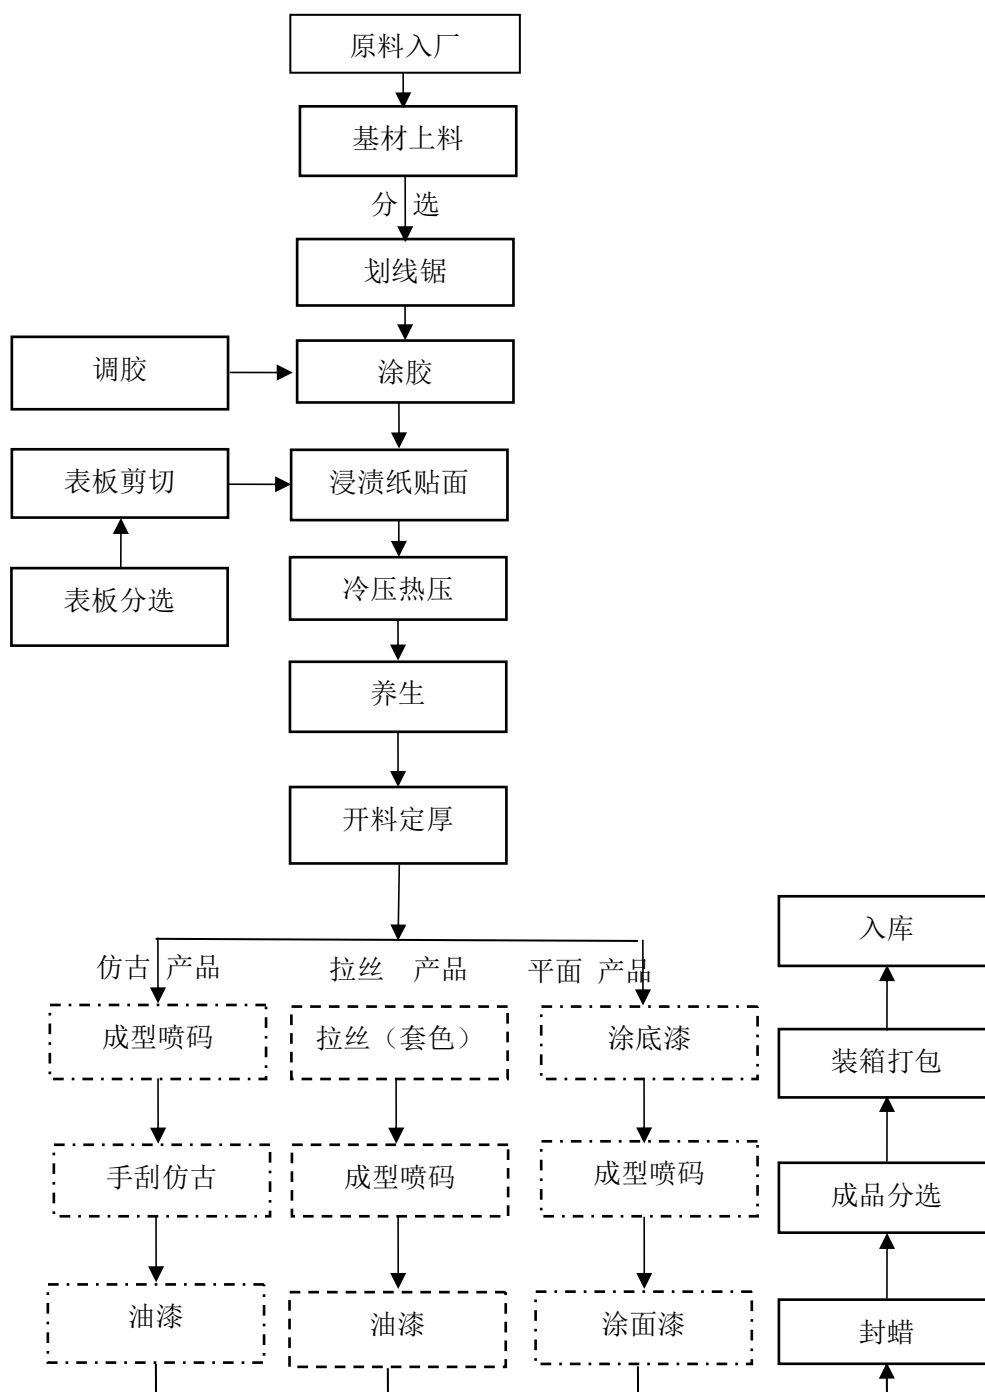 原料入厂
基材上料
分 选
划线锯
调胶
涂胶
表板剪切
浸渍纸贴面
表板分选
冷压热压
养生
开料定厚
入库
仿古 产品
拉丝 产品
平面 产品
成型喷码
拉丝（套色）
涂底漆
装箱打包
手刮仿古
成型喷码
成型喷码
成品分选
油漆
油漆
涂面漆
封蜡